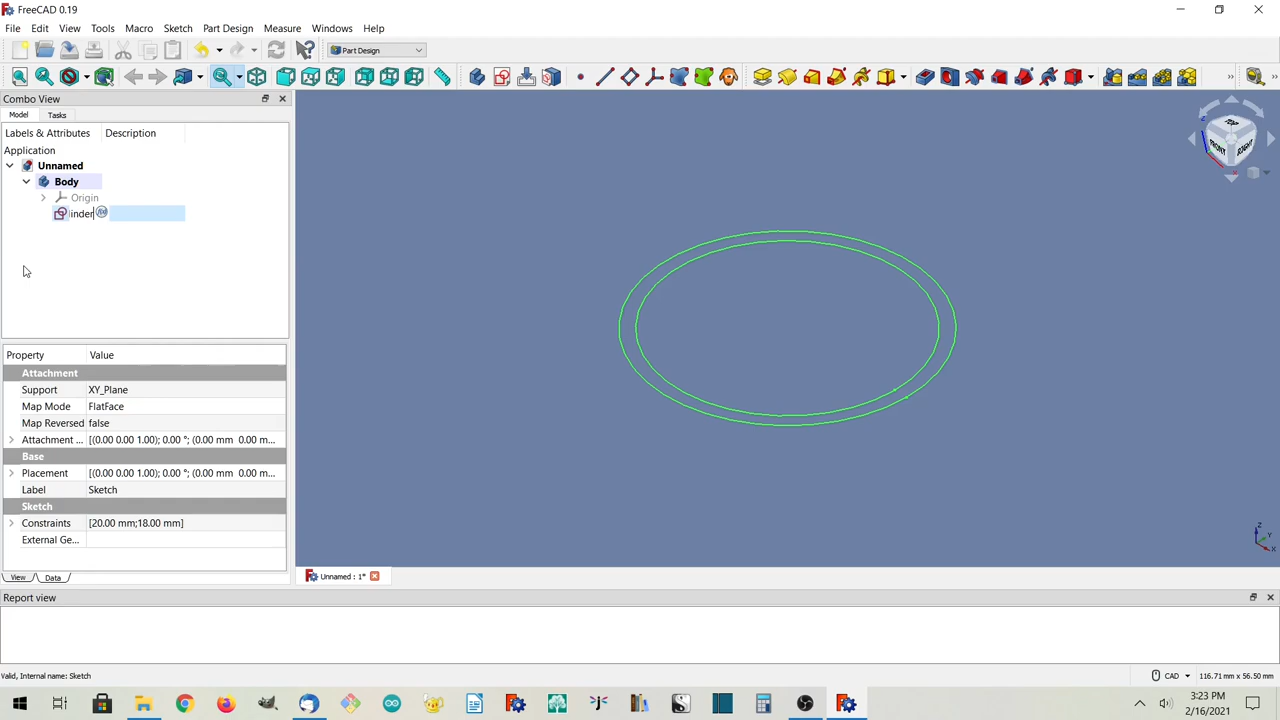 FreeCAD 0.19
File Edit View Tools Macro Sketch Part Design Measure Windows Help
Part Design
Combo View
Model Tasks
Labels & Attributes Description
Application
Unnamed
Body
Origin
inder
Property Value
Attachment
Support XY_Plane
Map Mode FlatFace
Map Reversed false
Attachment ... [(0.00 0.00 1.00); 0.00 °; (0.00 mm 0.00 m...
Base
Placement [(0.00 0.00 1.00); 0.00 °; (0.00 mm 0.00 m...
Label Sketch
Sketch
Constraints [20.00 mm;18.00 mm]
External Ge...
View Data
TOP
FRONT
RIGHT
Z
Y
X
Unnamed : 1*
Report view
Valid, Internal name: Sketch
CAD 116.71 mm x 56.50 mm
3:23 PM
2/16/2021